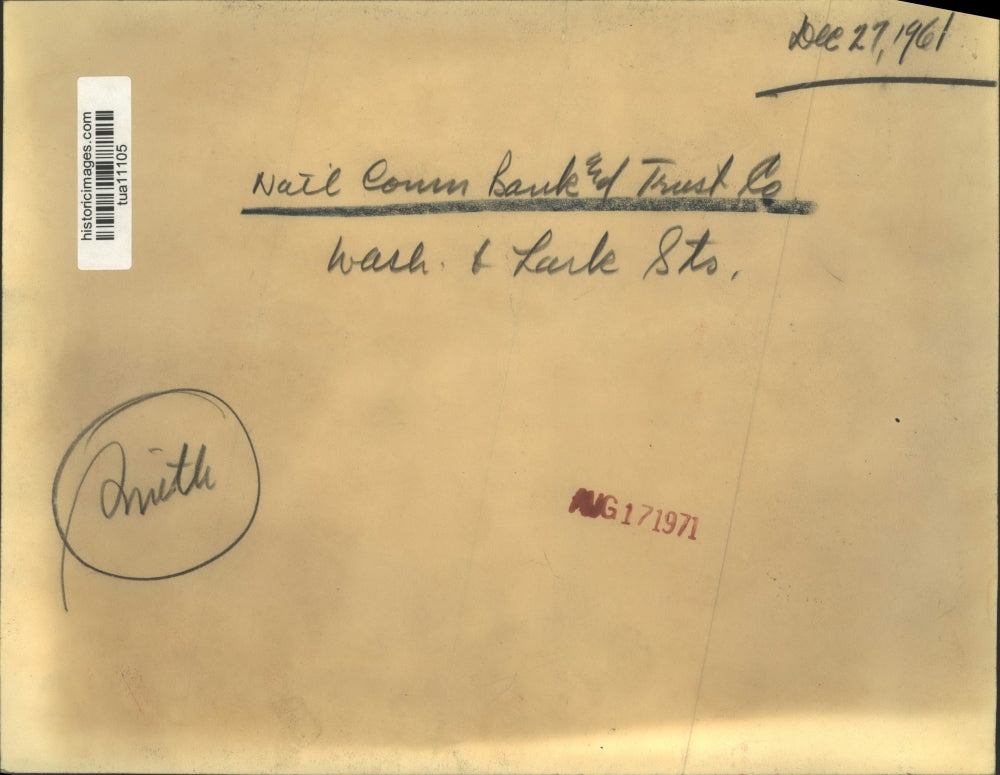 Dec 27, 1961
historicimages.com
tua11105
Nat'l Comm Bank and Trust Co
Wash. & Lark Sts.
Smith
AUG 17 1971